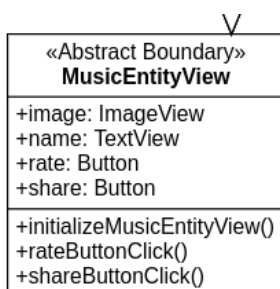 «Abstract Boundary»
MusicEntityView
+image: ImageView
+name: TextView
+rate: Button
+share: Button
+initializeMusicEntityView()
+rateButtonClick()
+shareButtonClick()